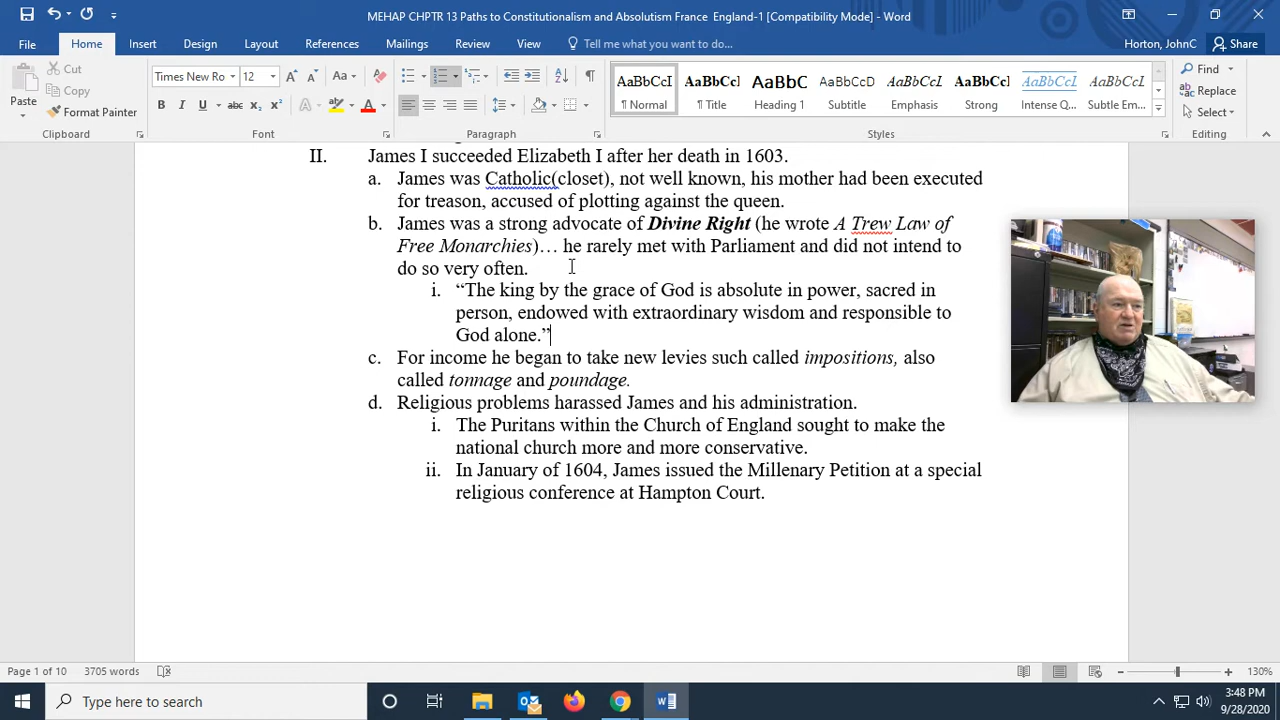 MEHAP CHPTR 13 Paths to Constitutionalism and Absolutism France  England-1 [Compatibility Mode] - Word
File Home Insert Design Layout References Mailings Review View Tell me what you want to do... Horton, JohnC Share
Cut
Copy
Format Painter
Paste
Times New Ro 12 Aa
B I U abc x₂ x² A A
AaBbCcI AaBbCcI AaBbC AaBbCcD AaBbCcI AaBbCcI AaBbCcI AaBbCcI
¶ Normal ¶ Title Heading 1 Subtitle Emphasis Strong Intense Q... Subtle Em...
Find
Replace
Select
Clipboard Font Paragraph Styles Editing
II. James I succeeded Elizabeth I after her death in 1603.
a. James was Catholic(closet), not well known, his mother had been executed
for treason, accused of plotting against the queen.
b. James was a strong advocate of Divine Right (he wrote A Trew Law of
Free Monarchies)… he rarely met with Parliament and did not intend to
do so very often.
i. “The king by the grace of God is absolute in power, sacred in
person, endowed with extraordinary wisdom and responsible to
God alone.”
c. For income he began to take new levies such called impositions, also
called tonnage and poundage.
d. Religious problems harassed James and his administration.
i. The Puritans within the Church of England sought to make the
national church more and more conservative.
ii. In January of 1604, James issued the Millenary Petition at a special
religious conference at Hampton Court.
Page 1 of 10 3705 words 130%
Type here to search
3:48 PM
9/28/2020